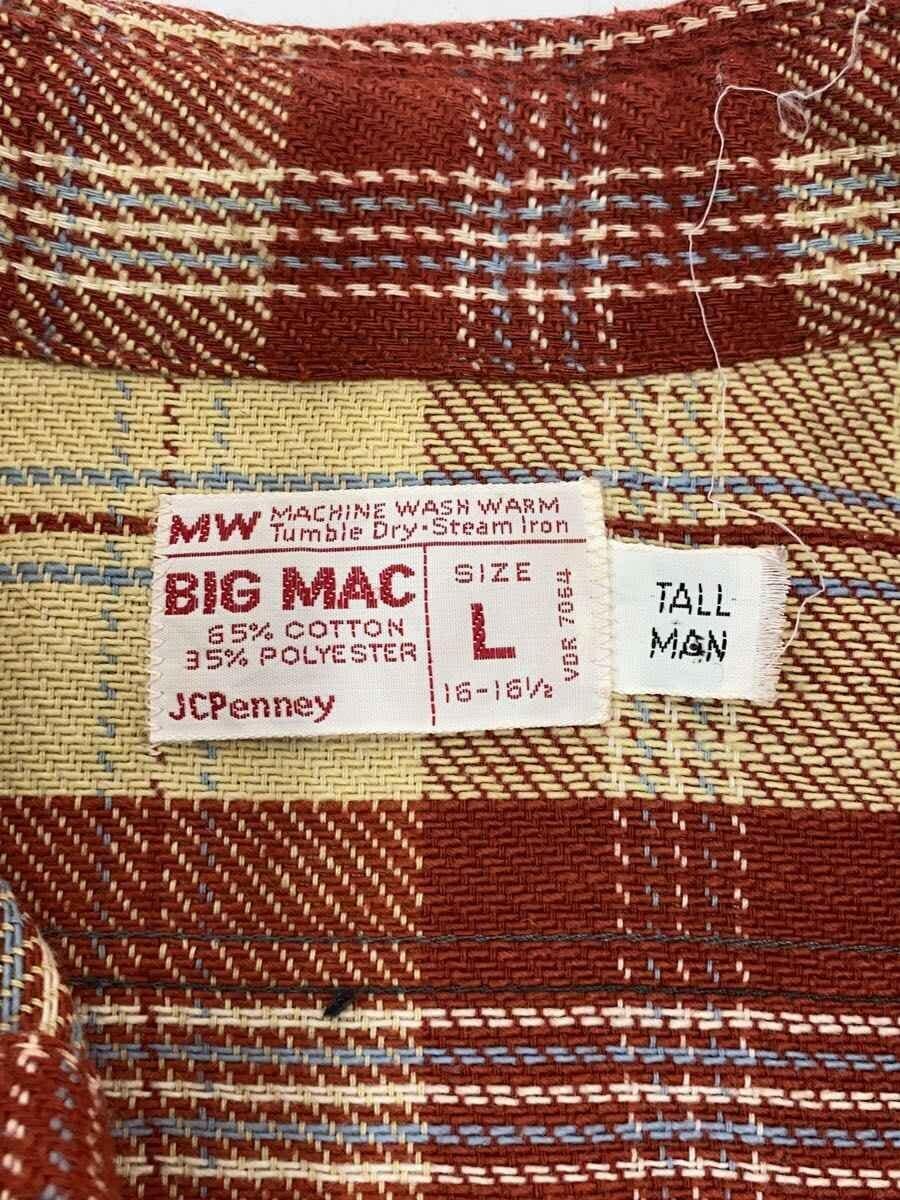 MW MACHINE WASH WARM
Tumble Dry·Steam Iron
BIG MAC
65% COTTON
35% POLYESTER
JCPenney
SIZE
L
16-16½
VOR 7064
TALL
MAN